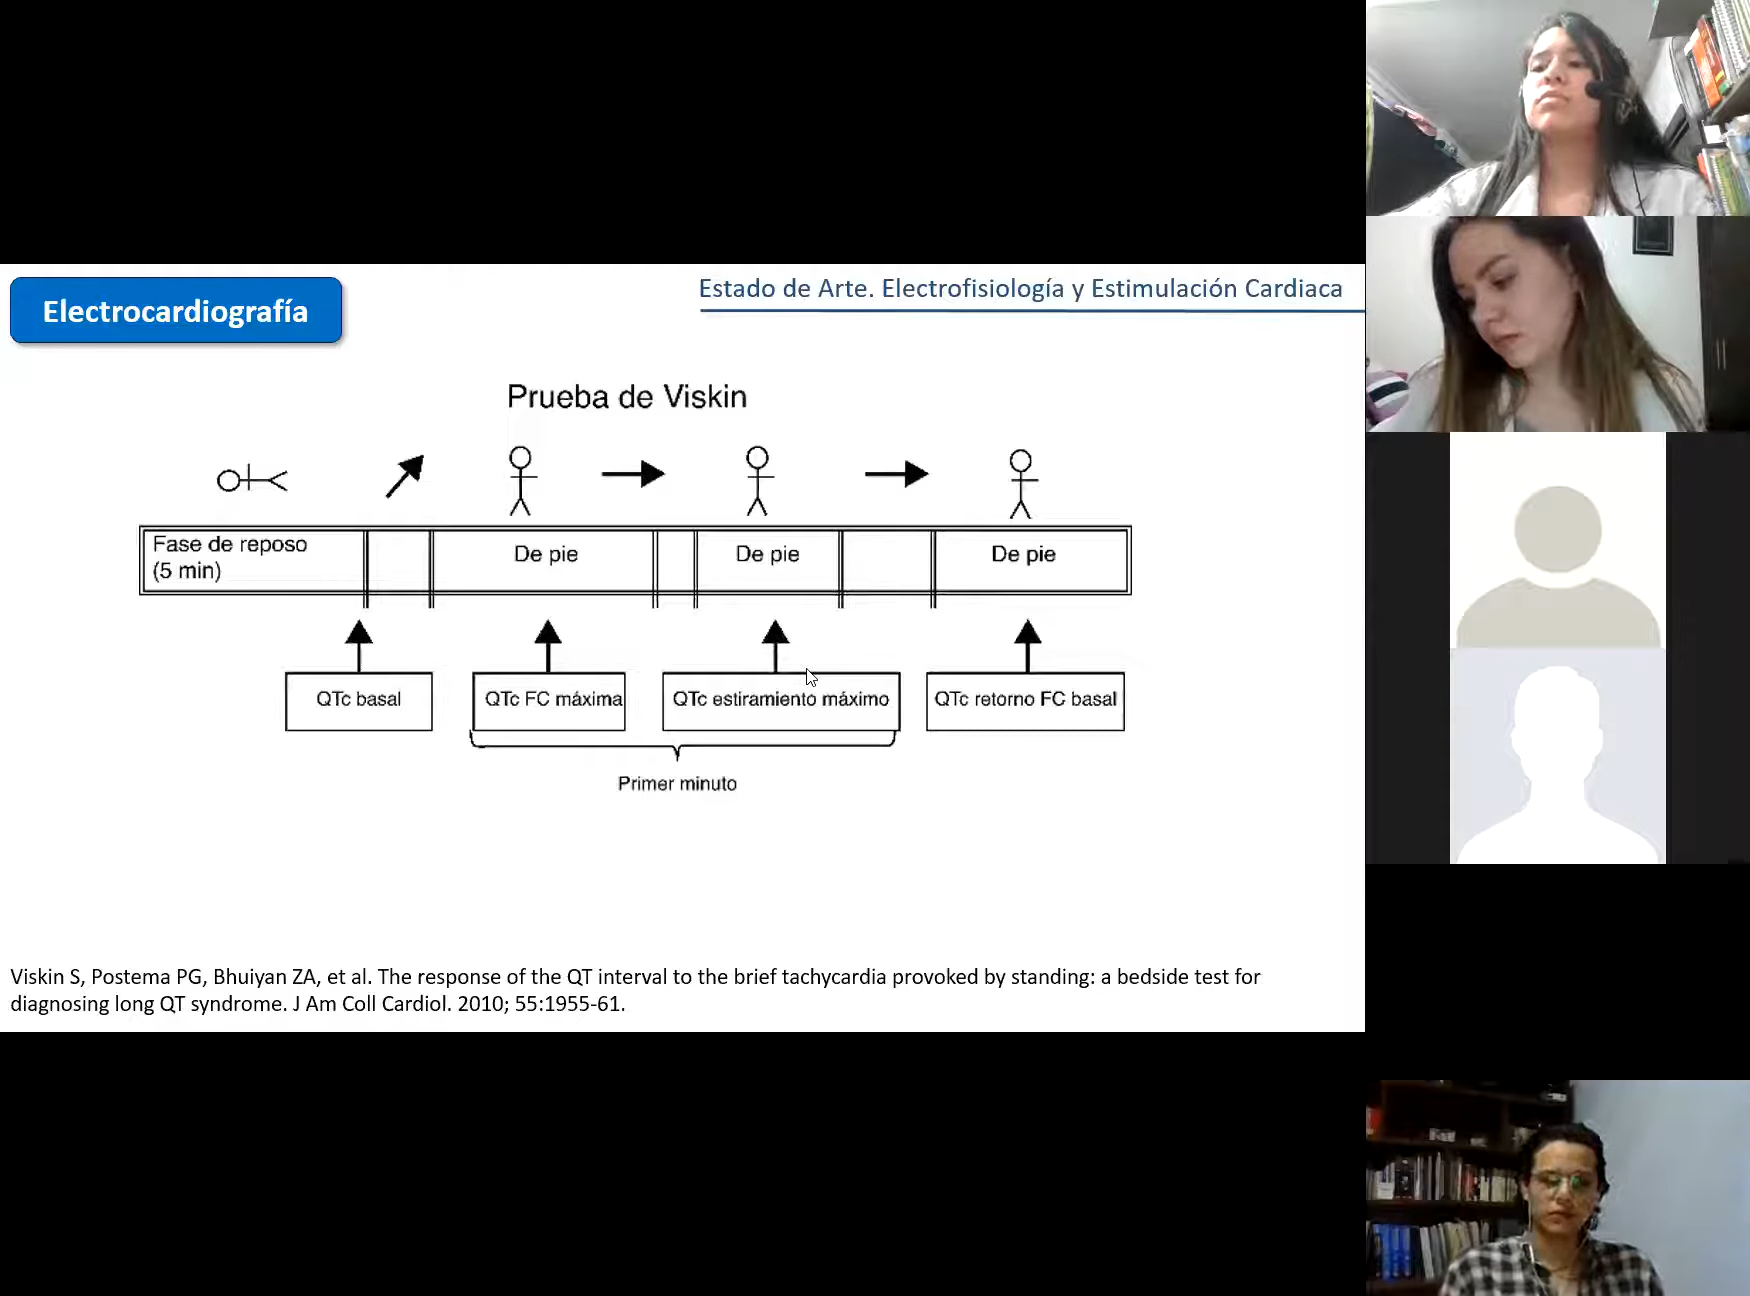 Electrocardiografía
Estado de Arte. Electrofisiología y Estimulación Cardiaca
Prueba de Viskin
Fase de reposo
(5 min)
De pie
De pie
De pie
QTc basal
QTc FC máxima
QTc estiramiento máximo
QTc retorno FC basal
Primer minuto
Viskin S, Postema PG, Bhuiyan ZA, et al. The response of the QT interval to the brief tachycardia provoked by standing: a bedside test for
diagnosing long QT syndrome. J Am Coll Cardiol. 2010; 55:1955-61.